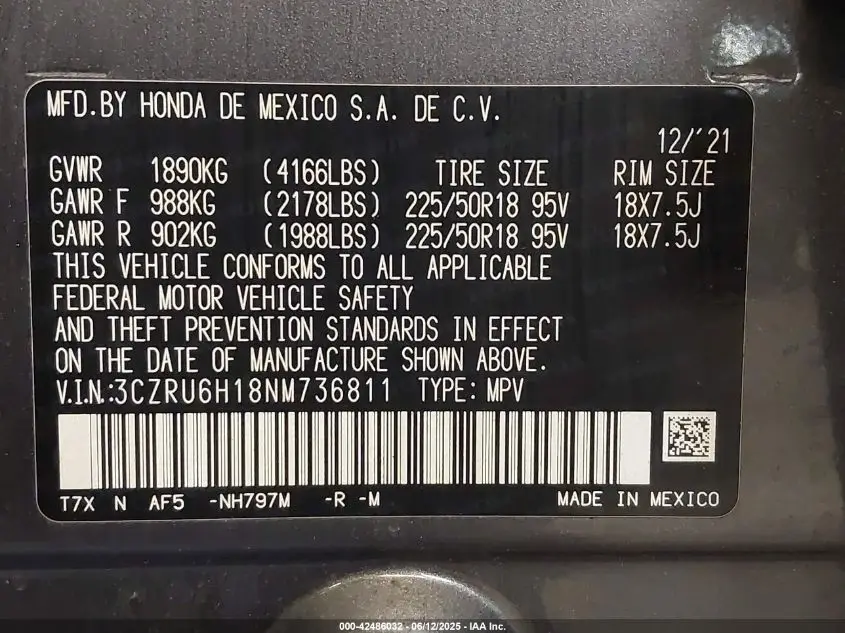 MFD.BY HONDA DE MEXICO S.A. DE C.V.
12/'21
GVWR 1890KG (4166LBS) TIRE SIZE RIM SIZE
GAWR F 988KG (2178LBS) 225/50R18 95V 18X7.5J
GAWR R 902KG (1988LBS) 225/50R18 95V 18X7.5J
THIS VEHICLE CONFORMS TO ALL APPLICABLE
FEDERAL MOTOR VEHICLE SAFETY
AND THEFT PREVENTION STANDARDS IN EFFECT
ON THE DATE OF MANUFACTURE SHOWN ABOVE.
V.I.N.:3CZRU6H18NM736811 TYPE: MPV
T7X N AF5 -NH797M -R -M MADE IN MEXICO
000-42486032 - 06/12/2025 - IAA Inc.